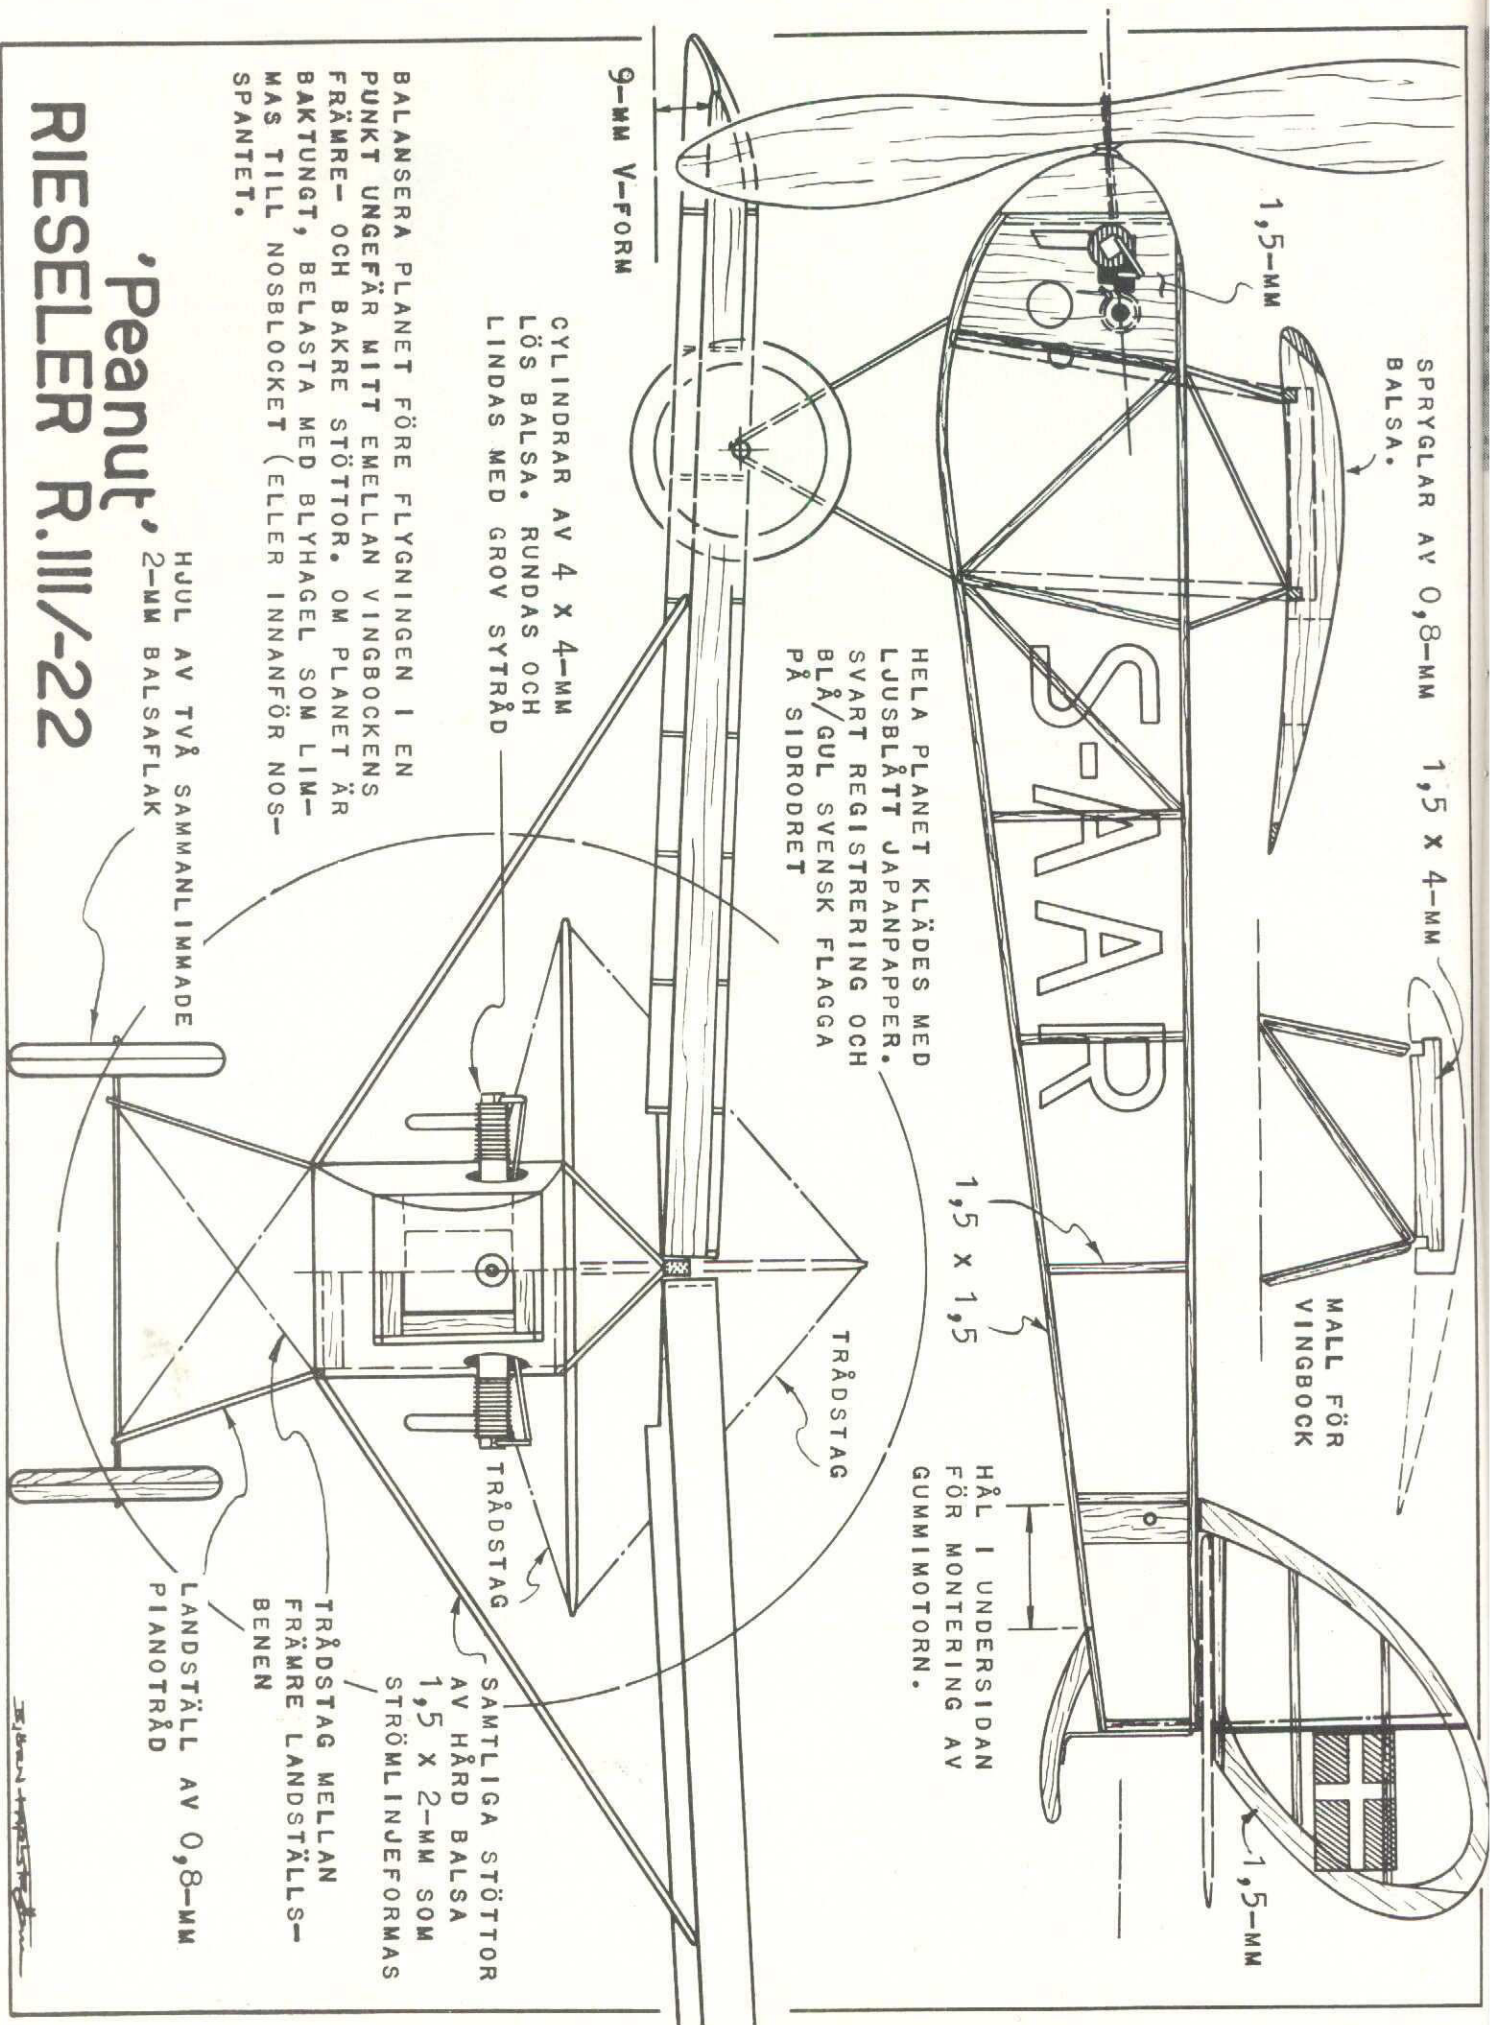 1,5-MM
SPRYGLAR AV 0,8-MM
BALSA.
1,5 X 4-MM
MALL FÖR
VINGBOCK
S-AAR
1,5 X 1,5
HÅL I UNDERSIDAN
FÖR MONTERING AV
GUMMIMOTORN.
1,5-MM
HELA PLANET KLÄDES MED
LJUSBLÅTT JAPANPAPPER.
SVART REGISTRERING OCH
BLÅ/GUL SVENSK FLAGGA
PÅ SIDRODRET
9-MM V-FORM
TRÅDSTAG
CYLINDRAR AV 4 X 4-MM
LÖS BALSA. RUNDAS OCH
LINDAS MED GROV SYTRÅD
TRÅDSTAG
BALANSERA PLANET FÖRE FLYGNINGEN I EN
PUNKT UNGEFÄR MITT EMELLAN VINGBOCKENS
FRÄMRE- OCH BAKRE STÖTTOR. OM PLANET ÄR
BAKTUNGT, BELASTA MED BLYHAGEL SOM LIM-
MAS TILL NOSBLOCKET (ELLER INNANFÖR NOS-
SPANTET.
SAMTLIGA STÖTTOR
AV HÅRD BALSA
1,5 X 2-MM SOM
STRÖMLINJEFORMAS
TRÅDSTAG MELLAN
FRÄMRE LANDSTÄLLS-
BENEN
LANDSTÄLL AV 0,8-MM
PIANOTRÅD
HJUL AV TVÅ SAMMANLIMMADE
2-MM BALSAFLAK
'Peanut'
RIESELER R.III/-22